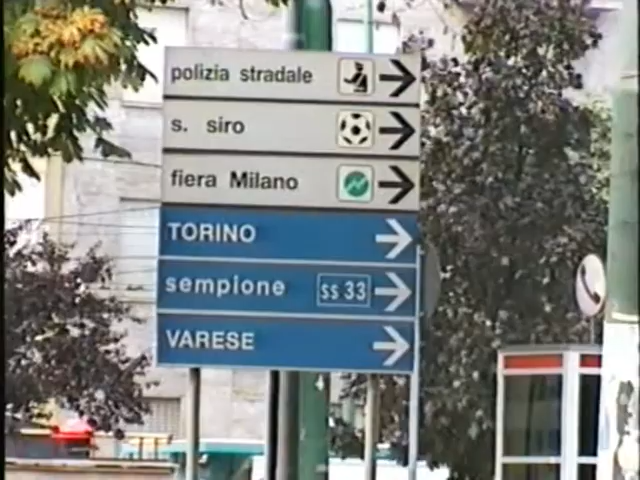 polizia stradale
s. siro
fiera Milano
TORINO
sempione SS 33
VARESE